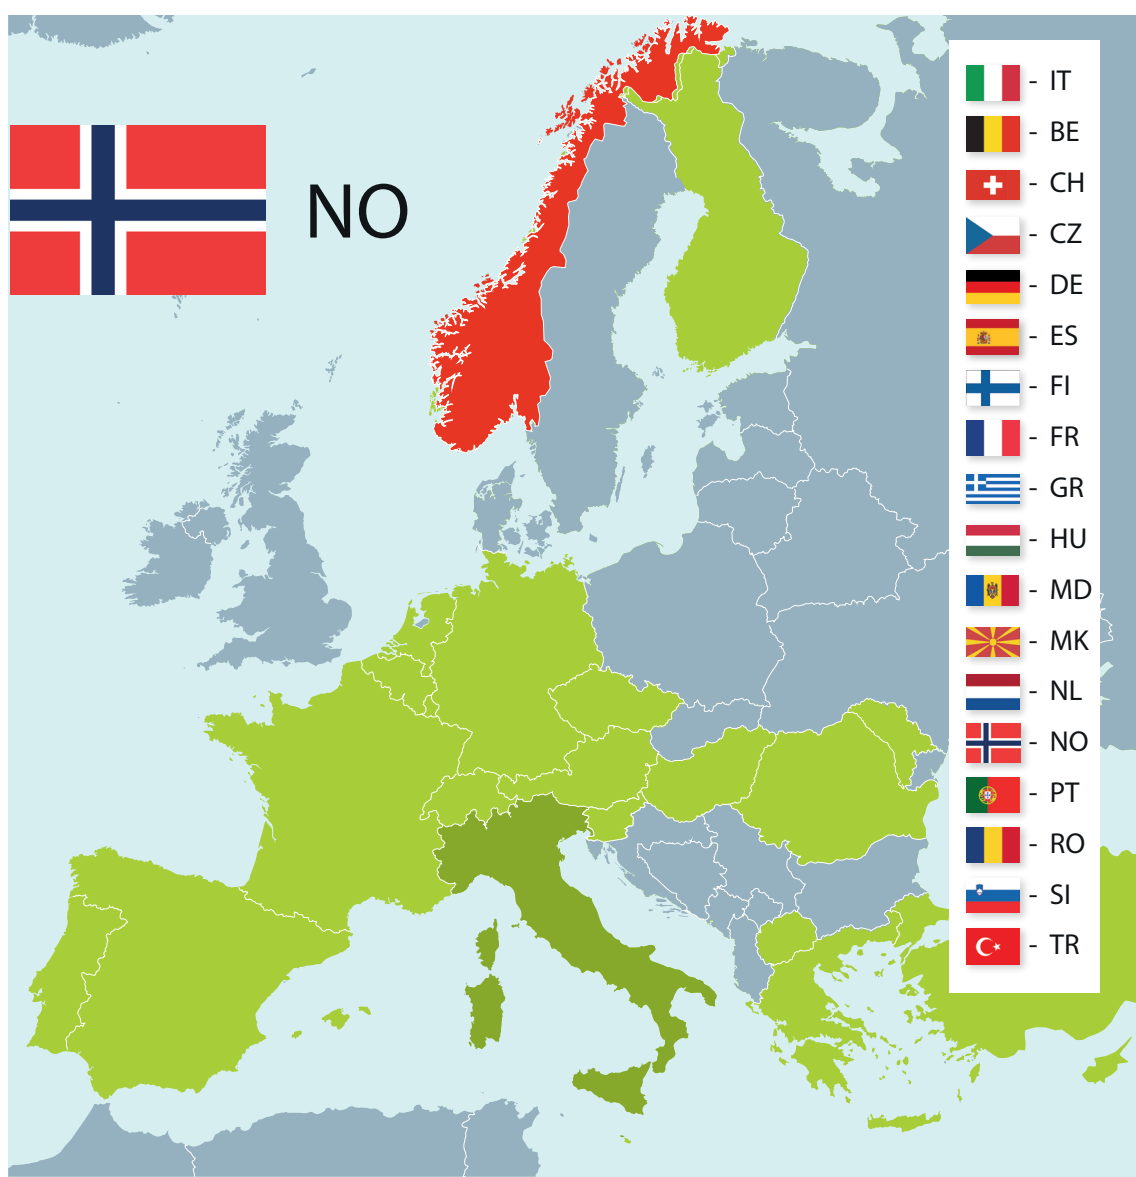 NO
- IT
- BE
- CH
- CZ
- DE
- ES
- FI
- FR
- GR
- HU
- MD
- MK
- NL
- NO
- PT
- RO
- SI
- TR